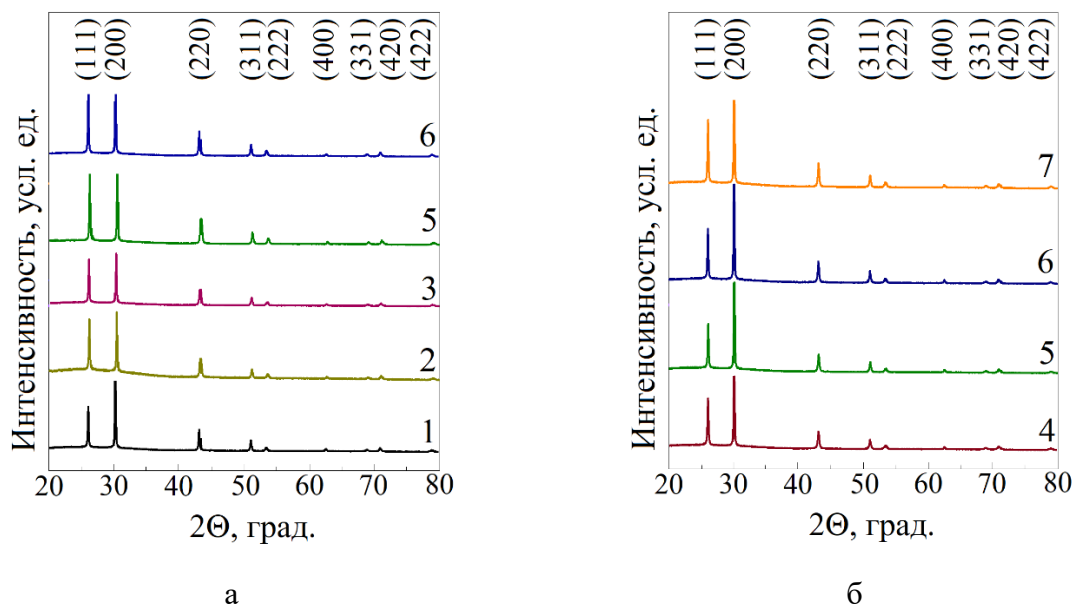 (111) (200) (220) (311) (222) (400) (331) (420) (422)
Интенсивность, усл. ед.
6
5
3
2
1
20 30 40 50 60 70 80
2Θ, град.
а
(111) (200) (220) (311) (222) (400) (331) (420) (422)
Интенсивность, усл. ед.
7
6
5
4
20 30 40 50 60 70 80
2Θ, град.
б